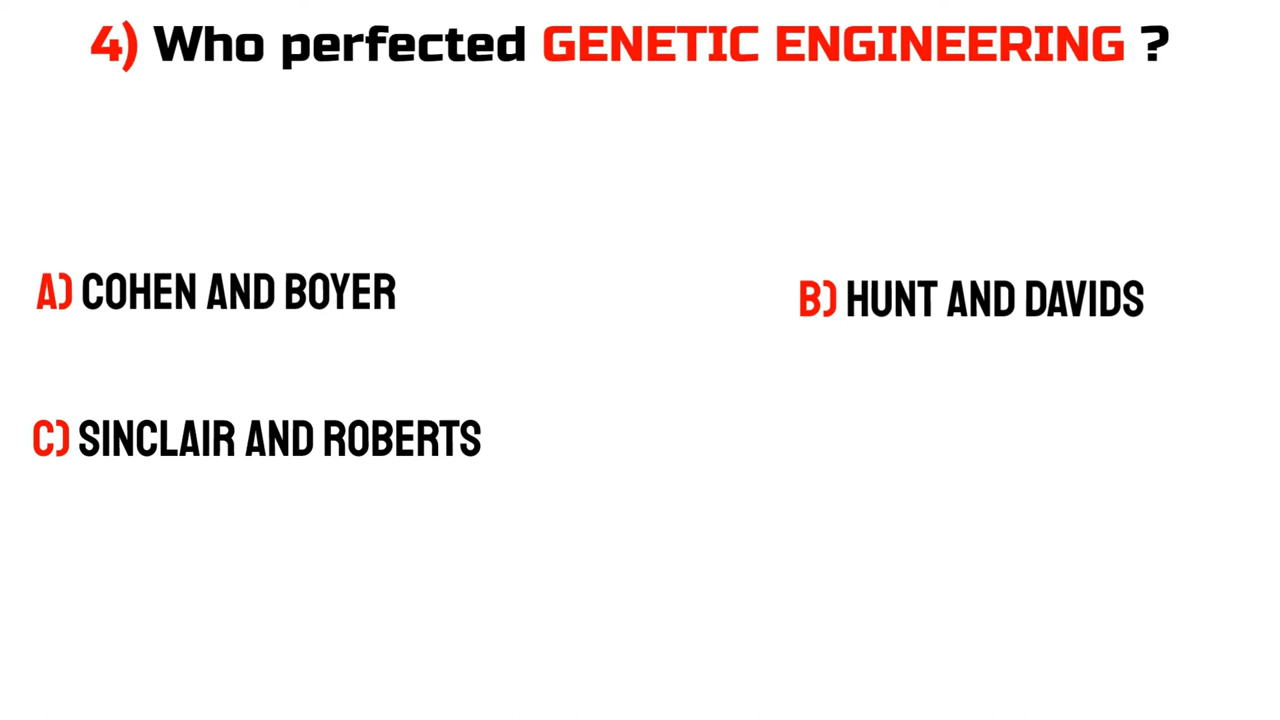 4) Who perfected GENETIC ENGINEERING ?
A) COHEN AND BOYER
B) HUNT AND DAVIDS
C) SINCLAIR AND ROBERTS